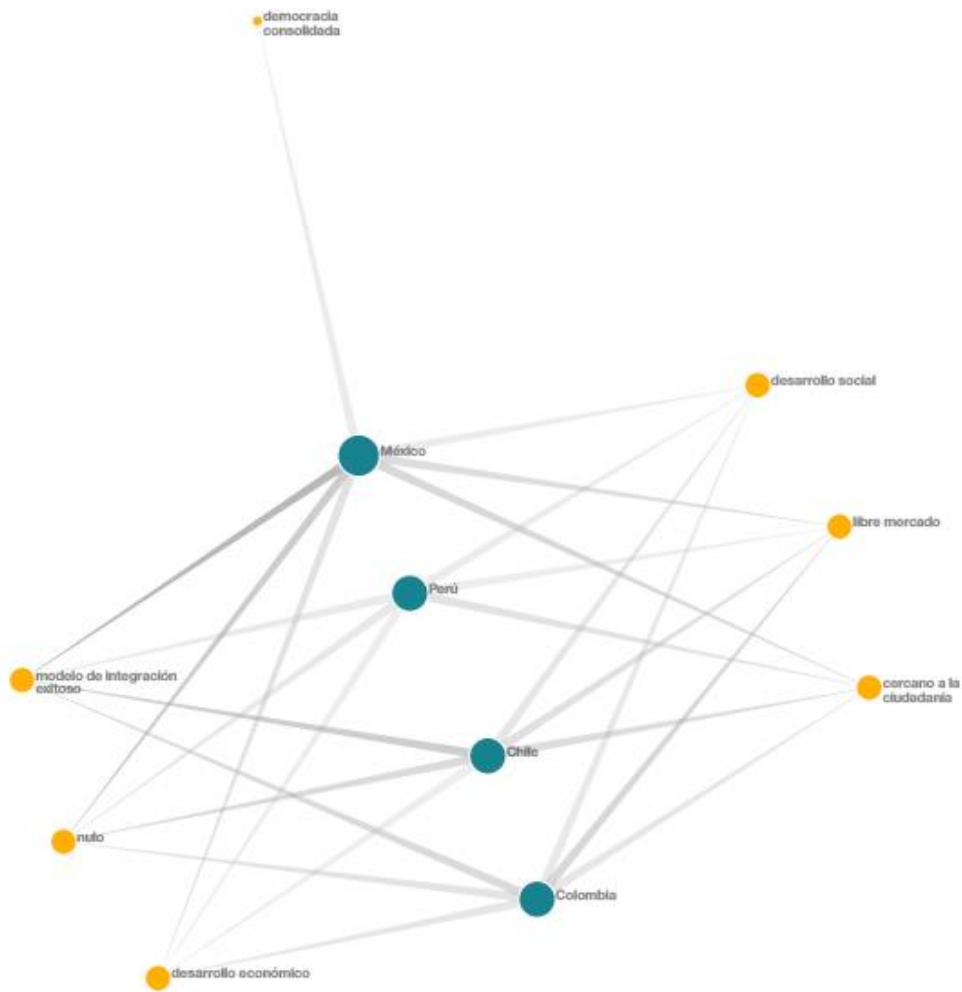 democracia
consolidada
desarrollo social
México
libre mercado
Perú
modelo de integración
exitoso
cercano a la
ciudadanía
Chile
nulo
Colombia
desarrollo económico